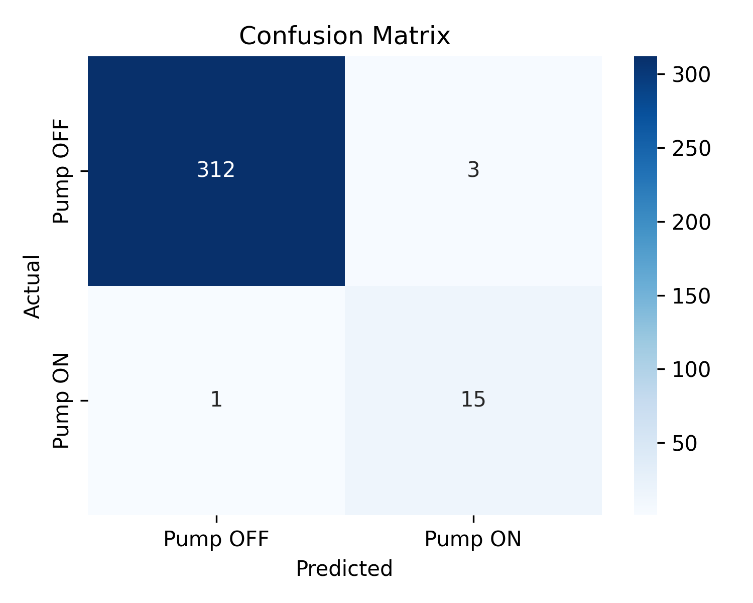 Confusion Matrix
Pump OFF
312
3
Actual
Pump ON
1
15
Pump OFF
Pump ON
Predicted
300
250
200
150
100
50